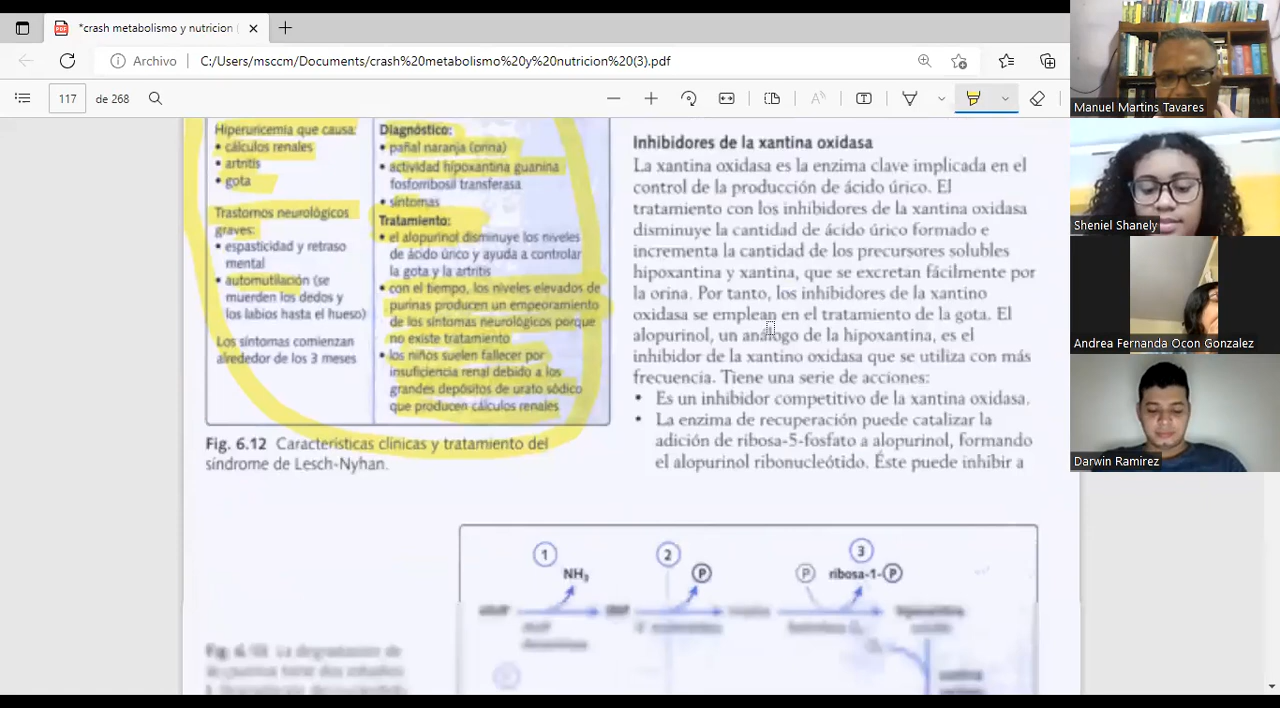 *crash metabolismo y nutricion (
Archivo
C:/Users/msccm/Documents/crash%20metabolismo%20y%20nutricion%20(3).pdf
117
de 268
Hiperuricemia que causa:
• cálculos renales
• artritis
• gota
Trastornos neurológicos
graves:
• espasticidad y retraso
mental
• automutilación (se
muerden los dedos y
los labios hasta el hueso)
Los síntomas comienzan
alrededor de los 3 meses
Diagnóstico:
• pañal naranja (orina)
• actividad hipoxantina guanina
fosforribosil transferasa
• síntomas
Tratamiento:
• el alopurinol disminuye los niveles
de ácido úrico y ayuda a controlar
la gota y la artritis
• con el tiempo, los niveles elevados de
purinas producen un empeoramiento
de los síntomas neurológicos porque
no existe tratamiento
• los niños suelen fallecer por
insuficiencia renal debido a los
grandes depósitos de urato sódico
que producen cálculos renales
Fig. 6.12 Características clínicas y tratamiento del
síndrome de Lesch-Nyhan.
Inhibidores de la xantina oxidasa
La xantina oxidasa es la enzima clave implicada en el
control de la producción de ácido úrico. El
tratamiento con los inhibidores de la xantina oxidasa
disminuye la cantidad de ácido úrico formado e
incrementa la cantidad de los precursores solubles
hipoxantina y xantina, que se excretan fácilmente por
la orina. Por tanto, los inhibidores de la xantino
oxidasa se emplean en el tratamiento de la gota. El
alopurinol, un análogo de la hipoxantina, es el
inhibidor de la xantino oxidasa que se utiliza con más
frecuencia. Tiene una serie de acciones:
• Es un inhibidor competitivo de la xantina oxidasa.
• La enzima de recuperación puede catalizar la
adición de ribosa-5-fosfato a alopurinol, formando
el alopurinol ribonucleótido. Éste puede inhibir a
1 2 3
NH₃ P P ribosa-1-P
Manuel Martins Tavares
Sheniel Shanely
Andrea Fernanda Ocon Gonzalez
Darwin Ramirez